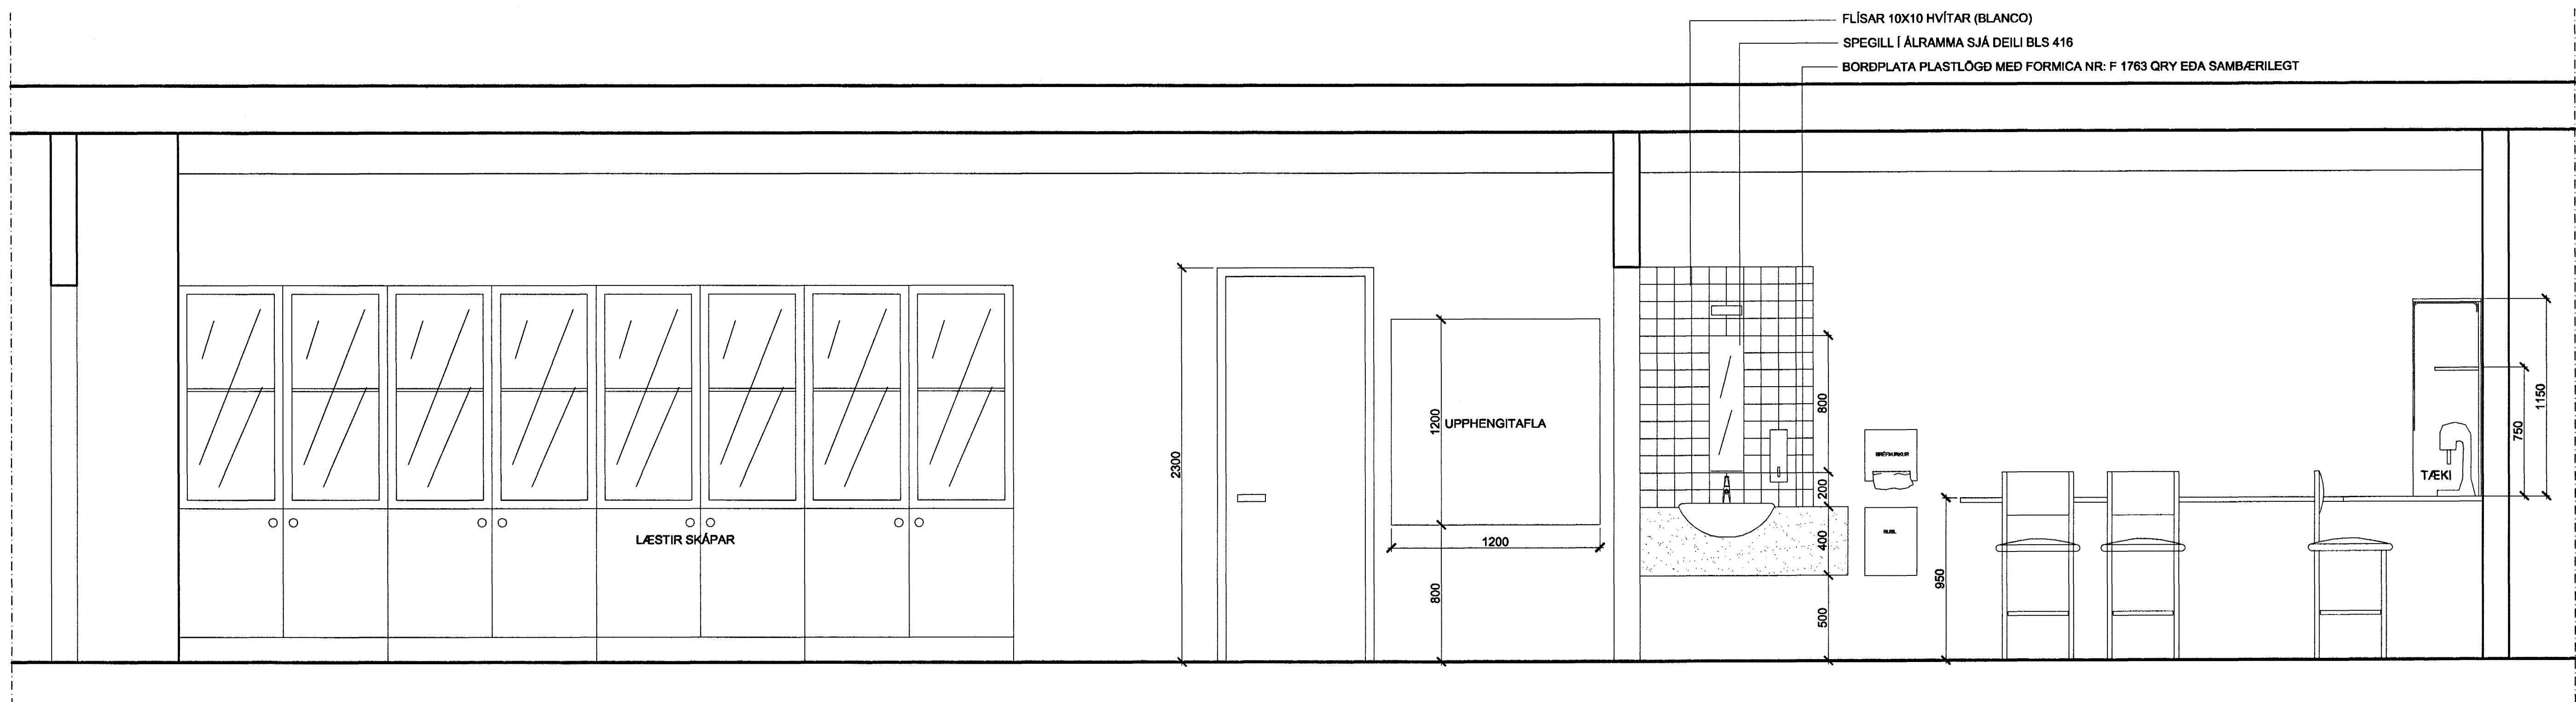 FLÍSAR 10X10 HVÍTAR (BLANCO)
SPEGILL Í ÁLRAMMA SJÁ DEILI BLS 416
BORÐPLATA PLASTLÖGÐ MEÐ FORMICA NR: F 1763 QRY EÐA SAMBÆRILEGT
LÆSTIR SKÁPAR
2300
1200
UPPHENGITAFLA
1200
800
800
200
400
500
RUSL
950
TÆKI
750
1150